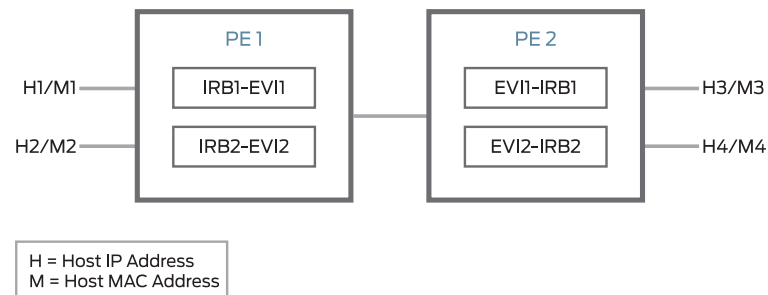 PE 1
PE 2
H1/M1
IRB1-EVI1
EVI1-IRB1
H3/M3
H2/M2
IRB2-EVI2
EVI2-IRB2
H4/M4
H = Host IP Address
M = Host MAC Address